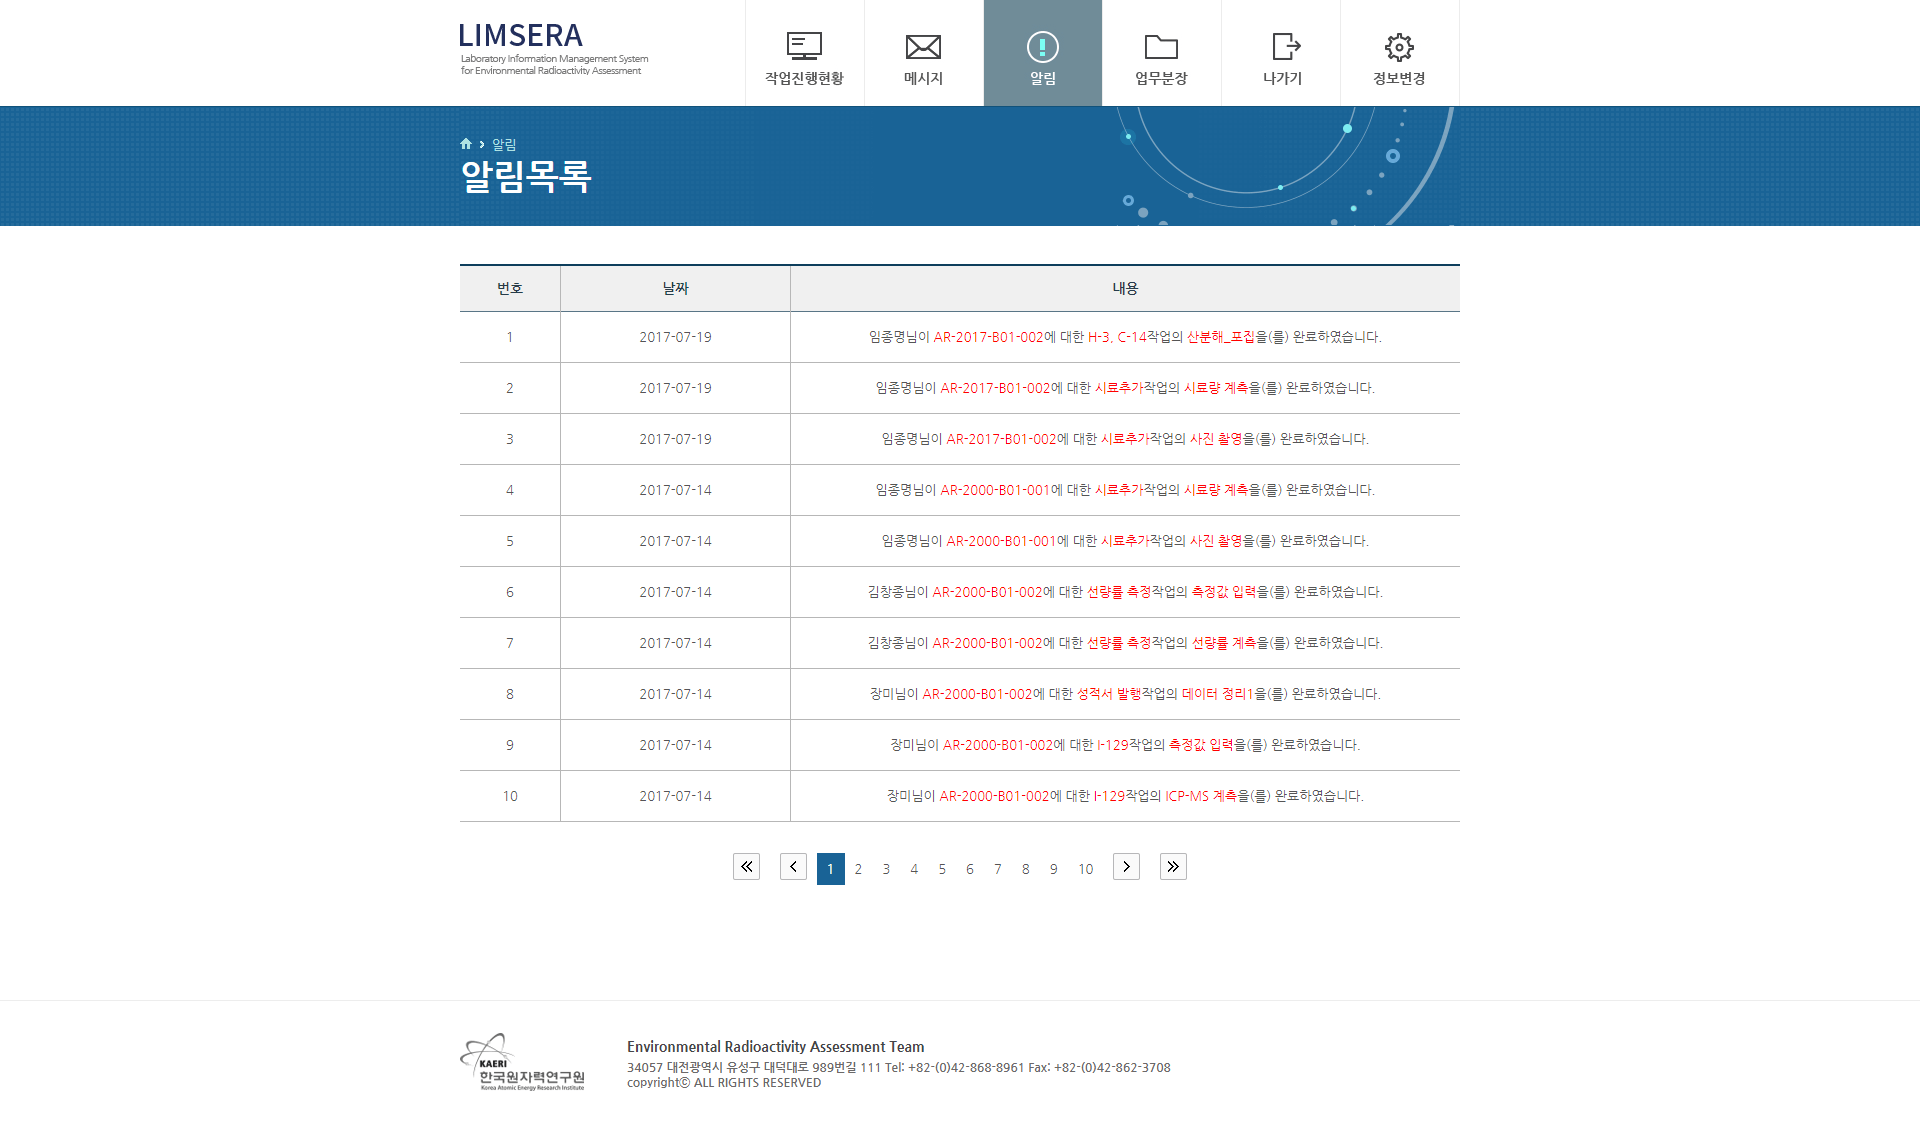 LIMSERA
Laboratory Information Management System
for Environmental Radioactivity Assessment
작업진행현황
메시지
알림
업무분장
나가기
정보변경
알림
알림목록
번호 날짜 내용
1 2017-07-19 임종명님이 AR-2017-B01-002에 대한 H-3, C-14작업의 산분해_포집을(를) 완료하였습니다.
2 2017-07-19 임종명님이 AR-2017-B01-002에 대한 시료추가작업의 시료량 계측을(를) 완료하였습니다.
3 2017-07-19 임종명님이 AR-2017-B01-002에 대한 시료추가작업의 사진 촬영을(를) 완료하였습니다.
4 2017-07-14 임종명님이 AR-2000-B01-001에 대한 시료추가작업의 시료량 계측을(를) 완료하였습니다.
5 2017-07-14 임종명님이 AR-2000-B01-001에 대한 시료추가작업의 사진 촬영을(를) 완료하였습니다.
6 2017-07-14 김창종님이 AR-2000-B01-002에 대한 선량률 측정작업의 측정값 입력을(를) 완료하였습니다.
7 2017-07-14 김창종님이 AR-2000-B01-002에 대한 선량률 측정작업의 선량률 계측을(를) 완료하였습니다.
8 2017-07-14 장미님이 AR-2000-B01-002에 대한 성적서 발행작업의 데이터 정리1을(를) 완료하였습니다.
9 2017-07-14 장미님이 AR-2000-B01-002에 대한 I-129작업의 측정값 입력을(를) 완료하였습니다.
10 2017-07-14 장미님이 AR-2000-B01-002에 대한 I-129작업의 ICP-MS 계측을(를) 완료하였습니다.
1 2 3 4 5 6 7 8 9 10
KAERI
한국원자력연구원
Korea Atomic Energy Research Institute
Environmental Radioactivity Assessment Team
34057 대전광역시 유성구 대덕대로 989번길 111 Tel: +82-(0)42-868-8961 Fax: +82-(0)42-862-3708
copyrightⓒ ALL RIGHTS RESERVED